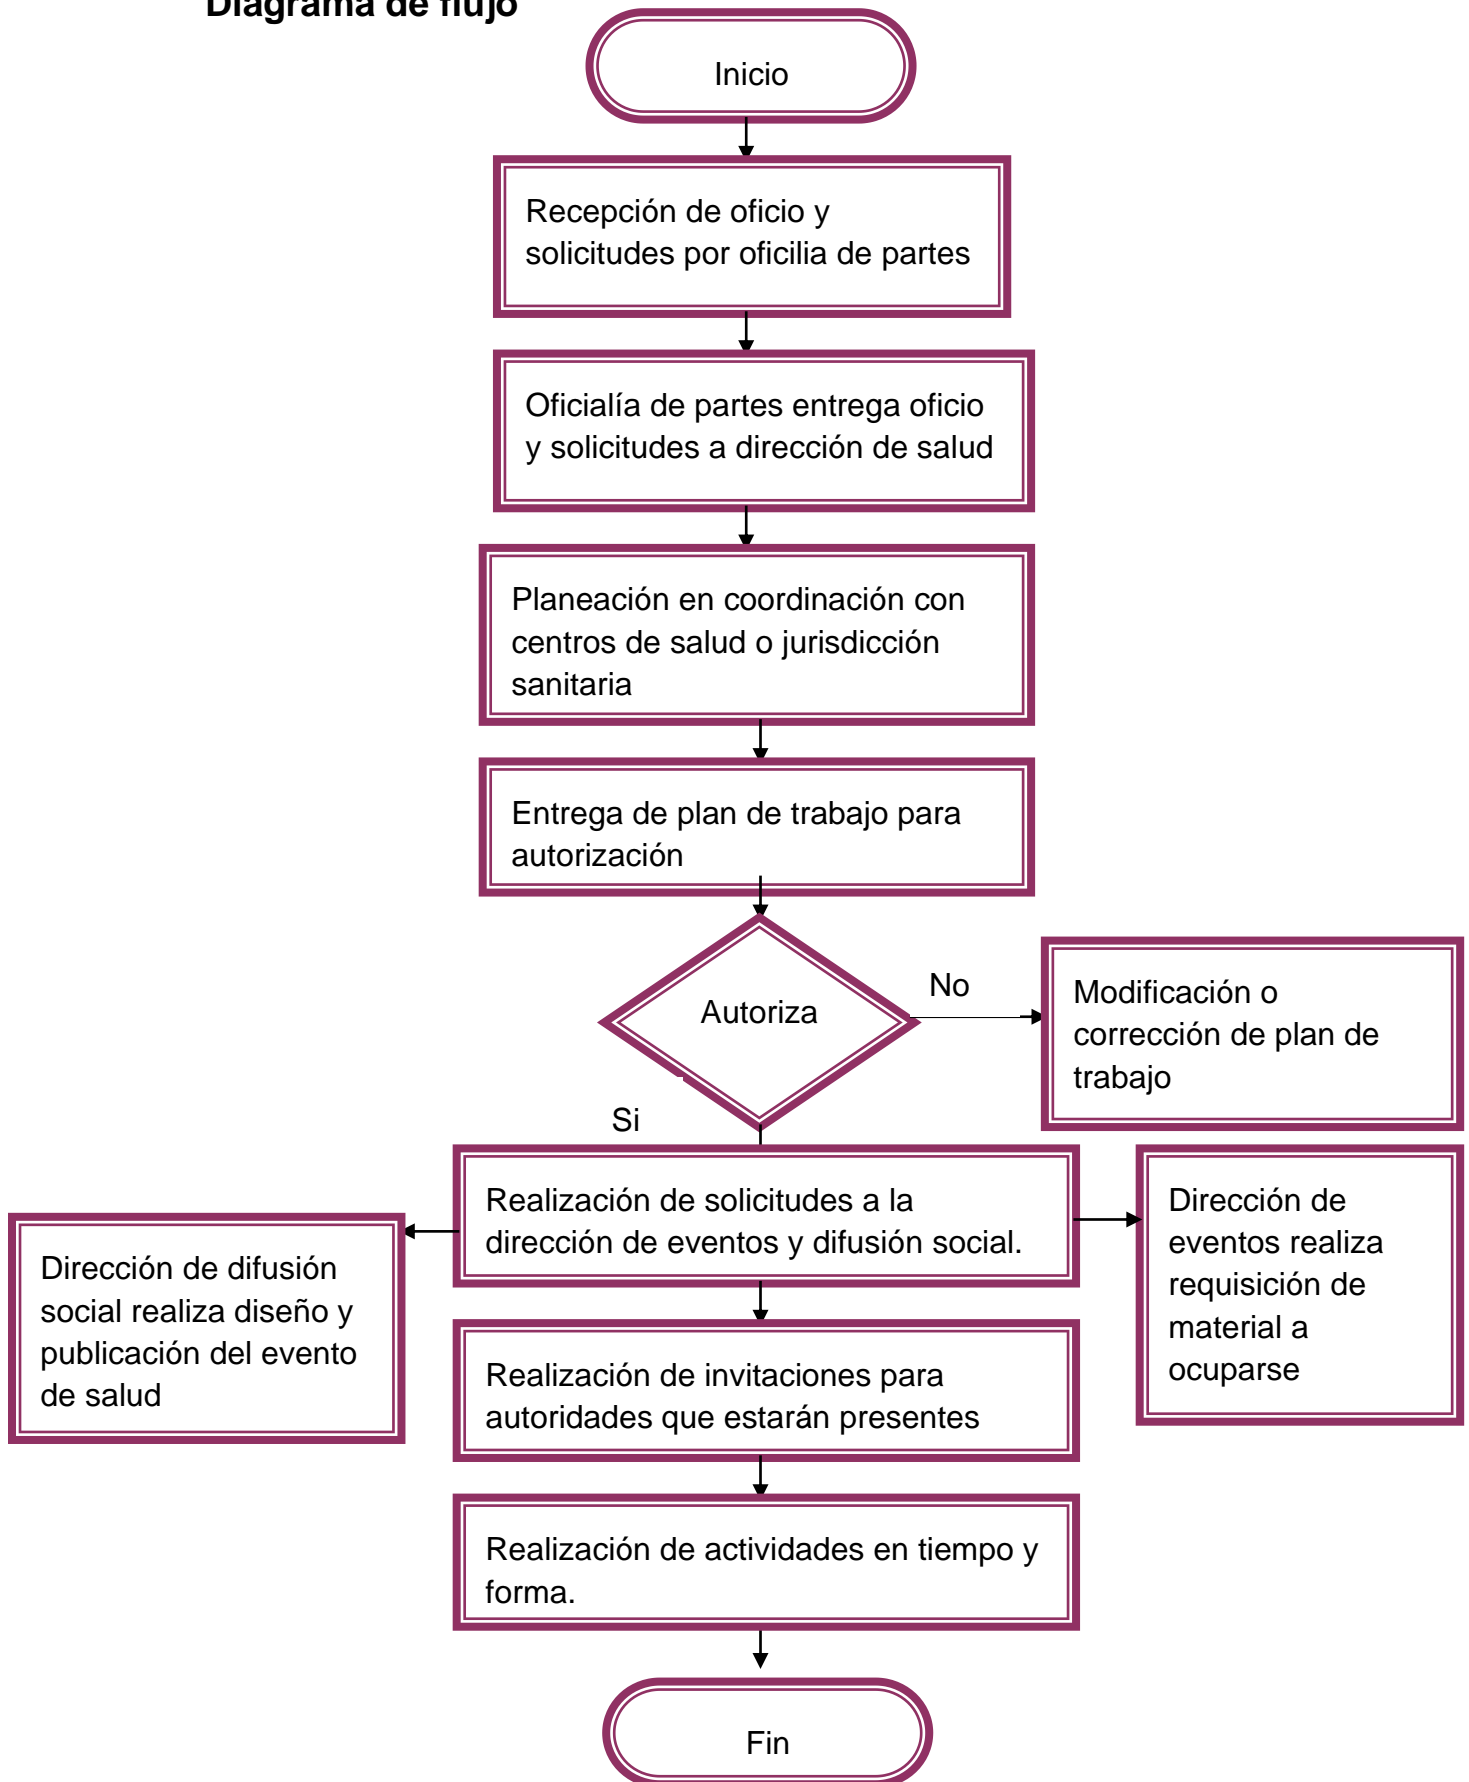 Diagrama de flujo
Inicio
Recepción de oficio y
solicitudes por oficilia de partes
Oficialía de partes entrega oficio
y solicitudes a dirección de salud
Planeación en coordinación con
centros de salud o jurisdicción
sanitaria
Entrega de plan de trabajo para
autorización
Autoriza
No
Modificación o
corrección de plan de
trabajo
Si
Realización de solicitudes a la
dirección de eventos y difusión social.
Dirección de
eventos realiza
requisición de
material a
ocuparse
Dirección de difusión
social realiza diseño y
publicación del evento
de salud
Realización de invitaciones para
autoridades que estarán presentes
Realización de actividades en tiempo y
forma.
Fin